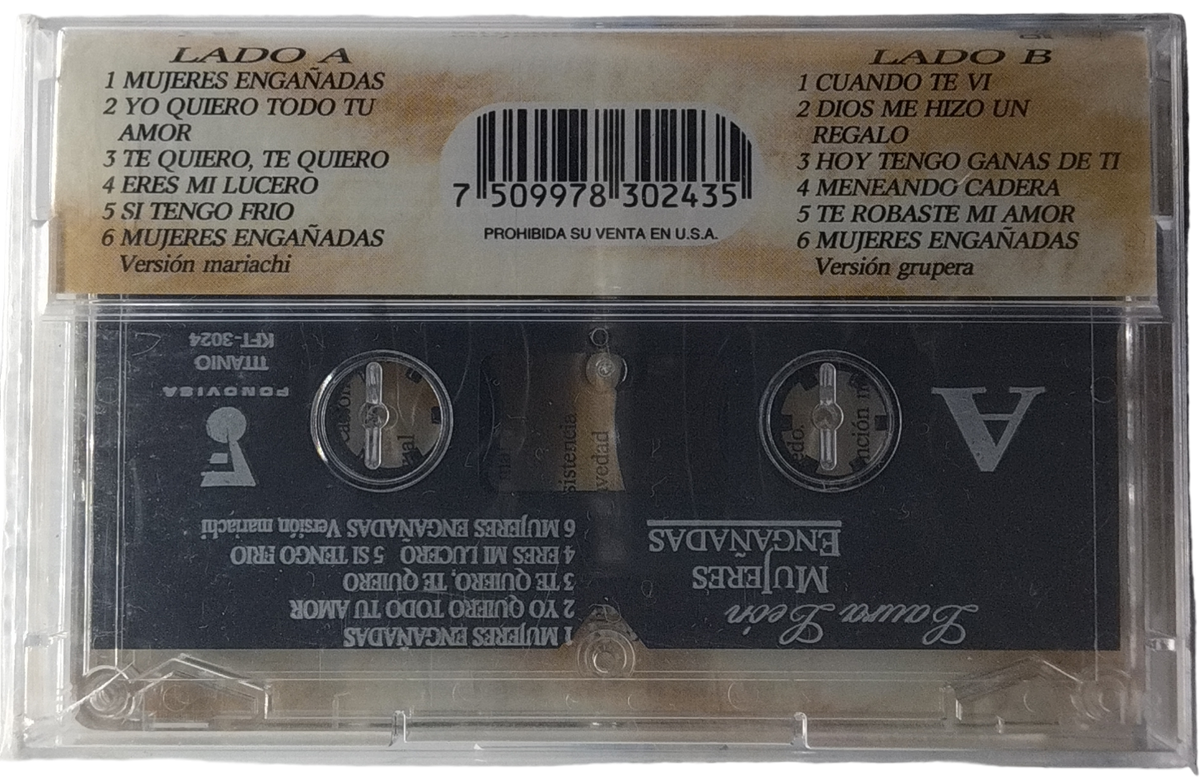 LADO A
1 MUJERES ENGAÑADAS
2 YO QUIERO TODO TU
AMOR
3 TE QUIERO, TE QUIERO
4 ERES MI LUCERO
5 SI TENGO FRIO
6 MUJERES ENGAÑADAS
Versión mariachi
7 509978 302435
PROHIBIDA SU VENTA EN U.S.A.
LADO B
1 CUANDO TE VI
2 DIOS ME HIZO UN
REGALO
3 HOY TENGO GANAS DE TI
4 MENEANDO CADERA
5 TE ROBASTE MI AMOR
6 MUJERES ENGAÑADAS
Versión grupera
Laura León
MUJERES
ENGAÑADAS
1 MUJERES ENGAÑADAS
2 YO QUIERO TODO TU AMOR
3 TE QUIERO, TE QUIERO
4 ERES MI LUCERO 5 SI TENGO FRIO
6 MUJERES ENGAÑADAS Versión mariachi
A
FONOVISA
TITANIO
KFT-3024
sistencia
vedad
edo.
nción